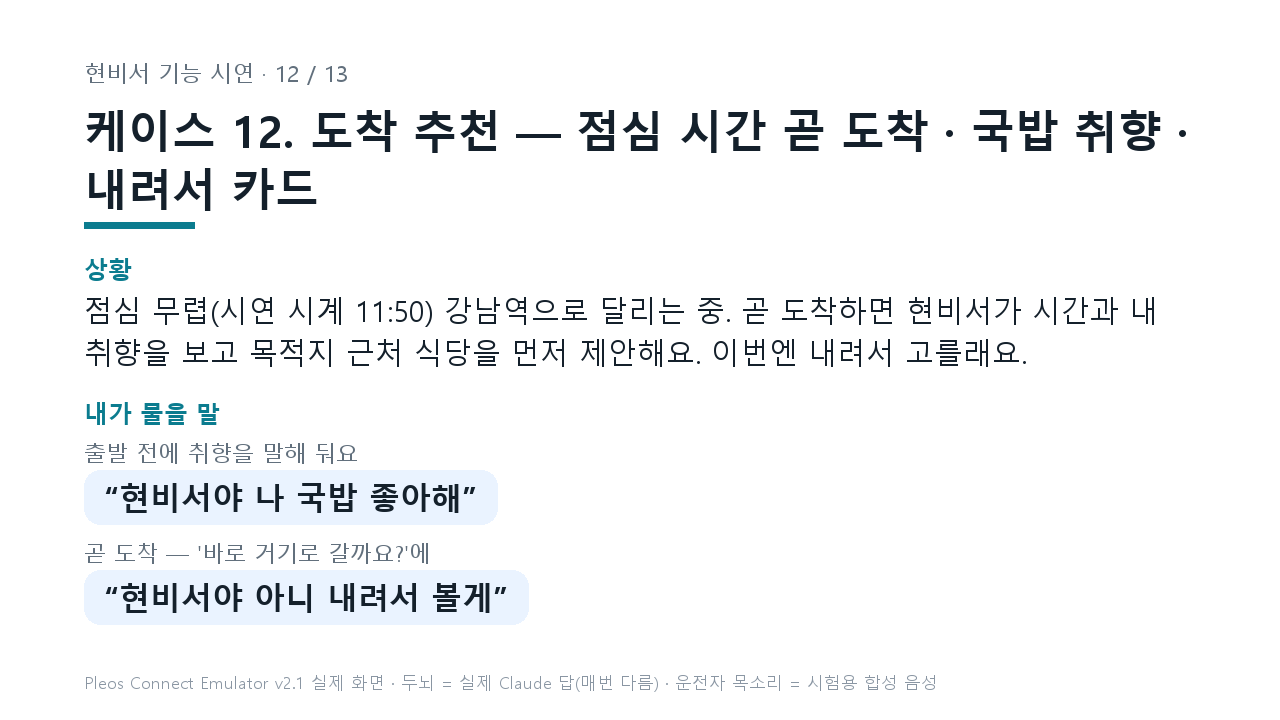 현비서 기능 시연 · 12 / 13
케이스 12. 도착 추천 — 점심 시간 곧 도착 · 국밥 취향 ·
내려서 카드
상황
점심 무렵(시연 시계 11:50) 강남역으로 달리는 중. 곧 도착하면 현비서가 시간과 내
취향을 보고 목적지 근처 식당을 먼저 제안해요. 이번엔 내려서 고를래요.
내가 물을 말
출발 전에 취향을 말해 둬요
“현비서야 나 국밥 좋아해”
곧 도착 — '바로 거기로 갈까요?'에
“현비서야 아니 내려서 볼게”
Pleos Connect Emulator v2.1 실제 화면 · 두뇌 = 실제 Claude 답(매번 다름) · 운전자 목소리 = 시험용 합성 음성